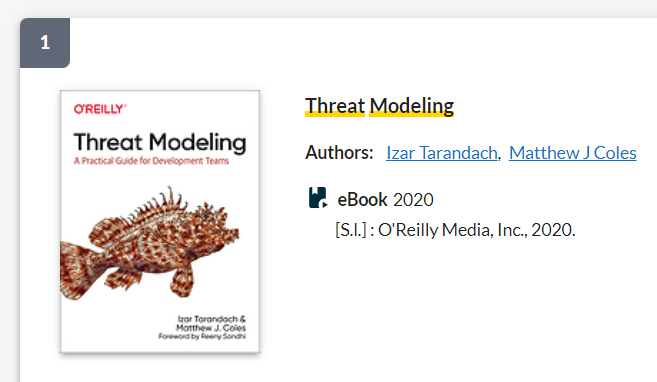 1
O'REILLY®
Threat Modeling
A Practical Guide for Development Teams
Izar Tarandach &
Matthew J. Coles
Foreword by Reeny Sondhi
Threat Modeling
Authors: Izar Tarandach, Matthew J Coles
eBook 2020
[S.l.] : O'Reilly Media, Inc., 2020.